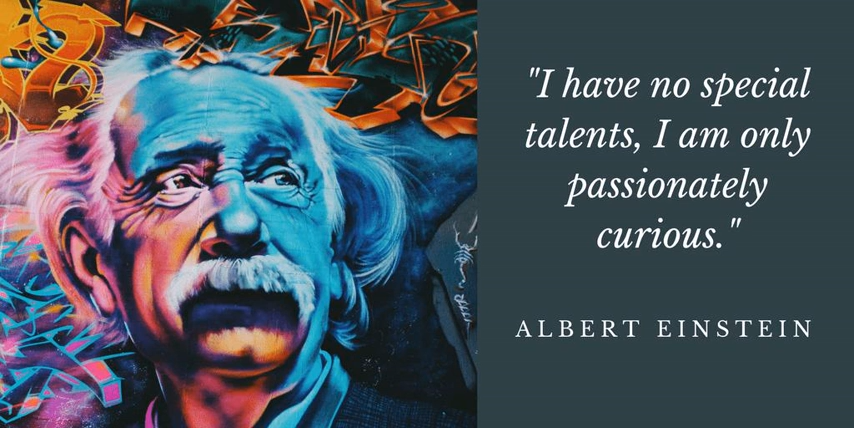 "I have no special
talents, I am only
passionately
curious."
ALBERT EINSTEIN